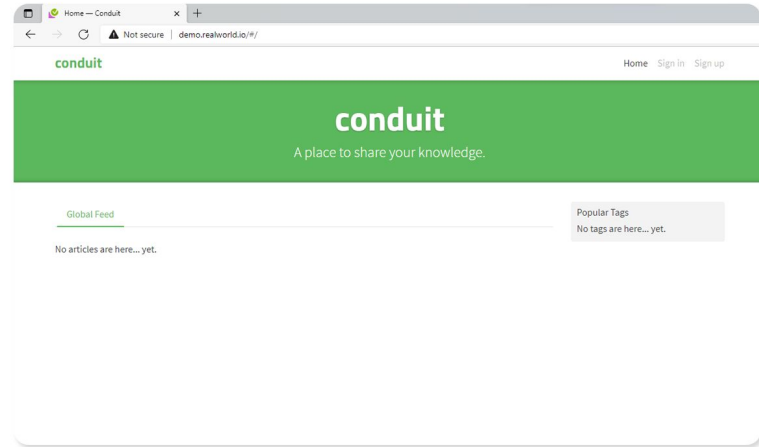 Home — Conduit
Not secure | demo.realworld.io/#/
conduit
Home Sign in Sign up
conduit
A place to share your knowledge.
Global Feed
Popular Tags
No tags are here... yet.
No articles are here... yet.